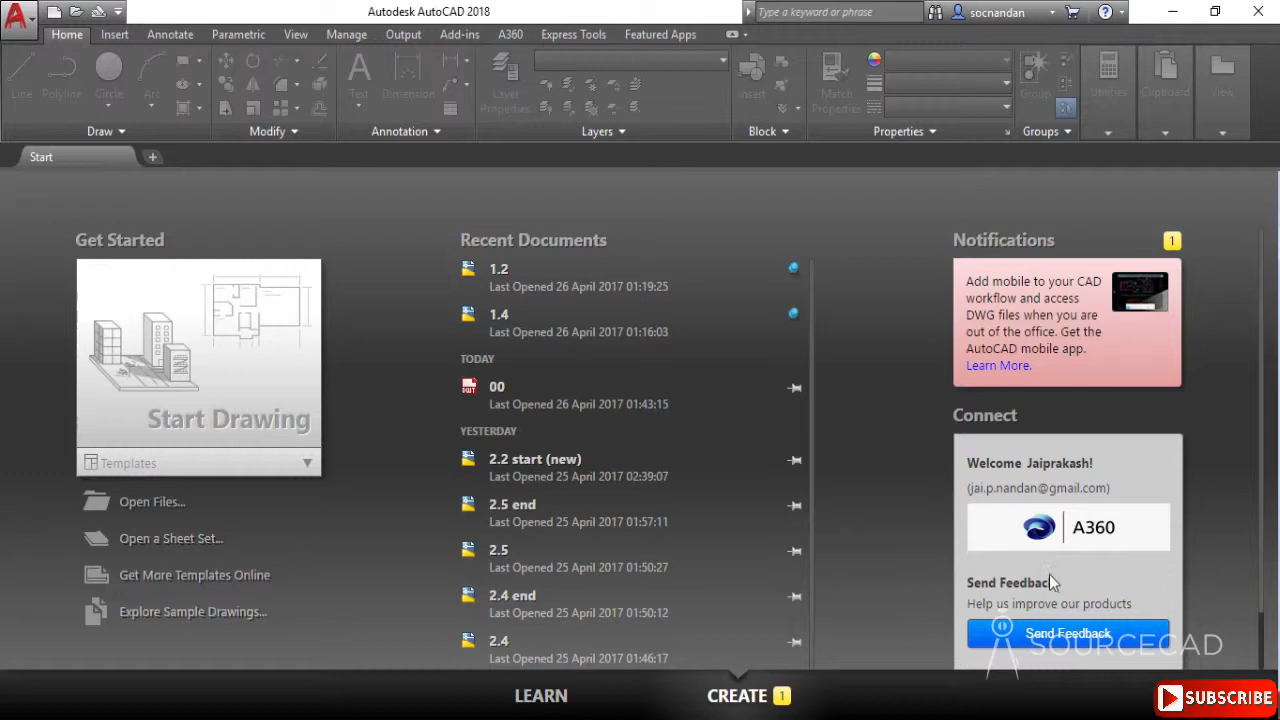 Autodesk AutoCAD 2018
Type a keyword or phrase
socnandan
Home Insert Annotate Parametric View Manage Output Add-ins A360 Express Tools Featured Apps
Line Polyline Circle Arc Text Dimension Layer Properties Insert Match Properties Group Utilities Clipboard View
Draw Modify Annotation Layers Block Properties Groups
Start
Get Started
Start Drawing
Templates
Open Files...
Open a Sheet Set...
Get More Templates Online
Explore Sample Drawings...
Recent Documents
1.2
Last Opened 26 April 2017 01:19:25
1.4
Last Opened 26 April 2017 01:16:03
TODAY
00
Last Opened 26 April 2017 01:43:15
YESTERDAY
2.2 start (new)
Last Opened 25 April 2017 02:39:07
2.5 end
Last Opened 25 April 2017 01:57:11
2.5
Last Opened 25 April 2017 01:50:27
2.4 end
Last Opened 25 April 2017 01:50:12
2.4
Last Opened 25 April 2017 01:46:17
Notifications 1
Add mobile to your CAD
workflow and access
DWG files when you are
out of the office. Get the
AutoCAD mobile app.
Learn More.
Connect
Welcome Jaiprakash!
(jai.p.nandan@gmail.com)
A360
Send Feedback
Help us improve our products
Send Feedback
SOURCECAD
LEARN CREATE 1
SUBSCRIBE